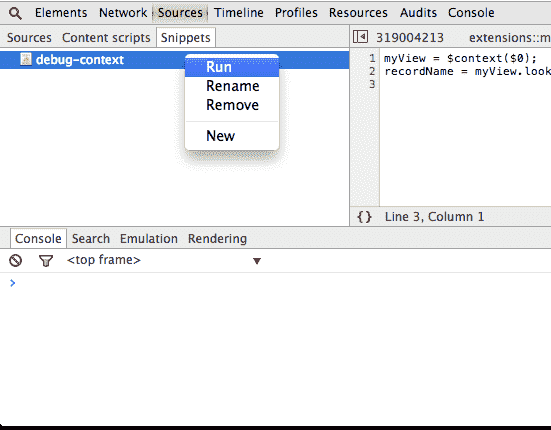 Elements Network Sources Timeline Profiles Resources Audits Console
Sources Content scripts Snippets
319004213 extensions::m
debug-context
Run
Rename
Remove
New
1 myView = $context($0);
2 recordName = myView.look
3
{} Line 3, Column 1
Console Search Emulation Rendering
<top frame>
>